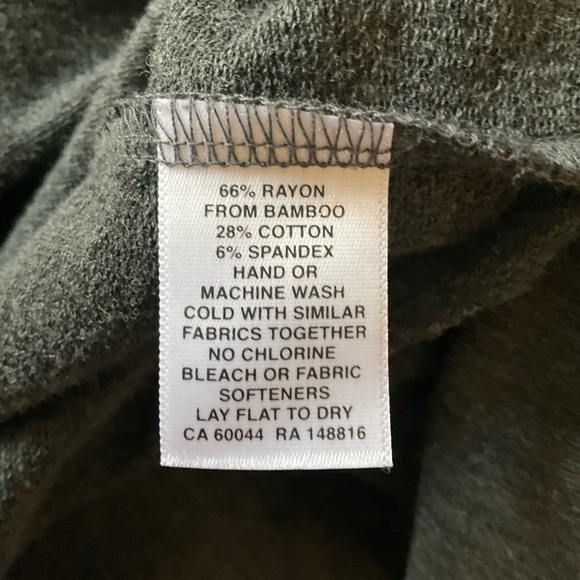 66% RAYON
FROM BAMBOO
28% COTTON
6% SPANDEX
HAND OR
MACHINE WASH
COLD WITH SIMILAR
FABRICS TOGETHER
NO CHLORINE
BLEACH OR FABRIC
SOFTENERS
LAY FLAT TO DRY
CA 60044 RA 148816